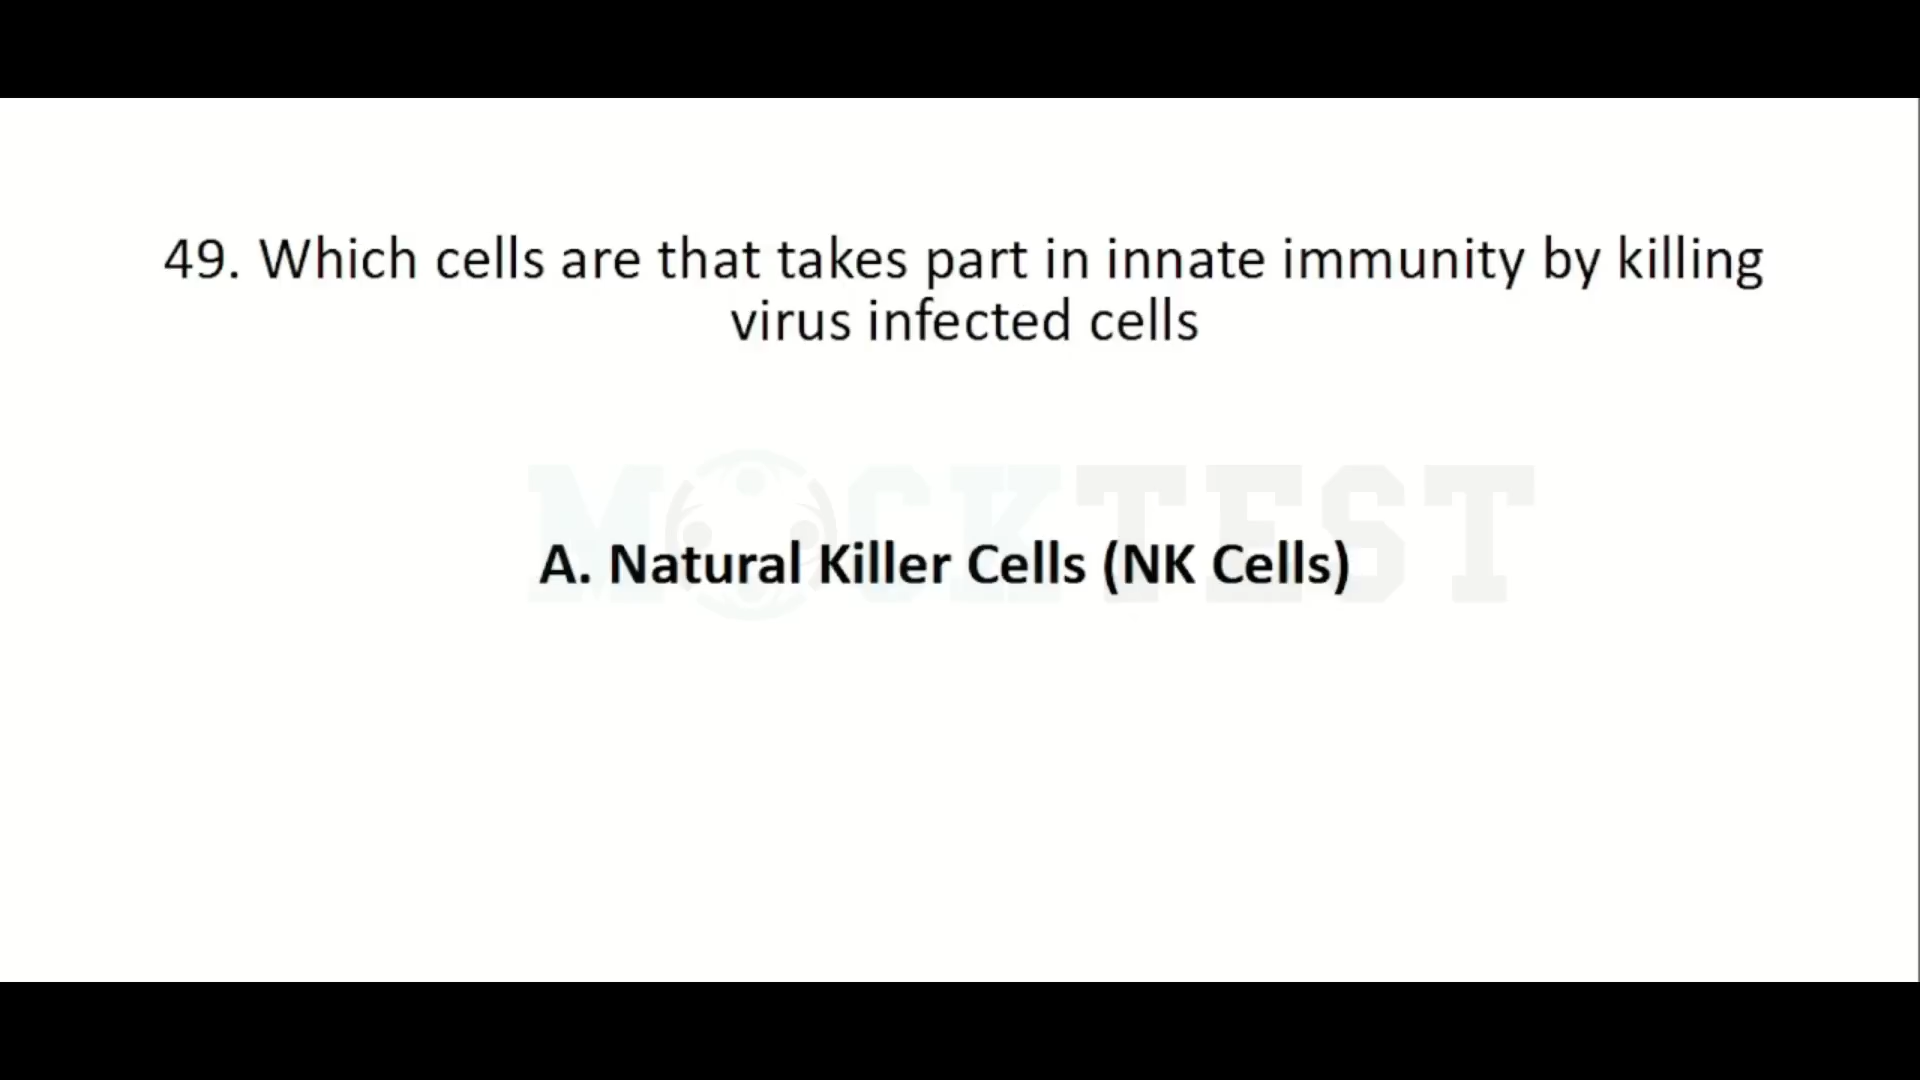 49. Which cells are that takes part in innate immunity by killing
virus infected cells
MOCKTEST
A. Natural Killer Cells (NK Cells)